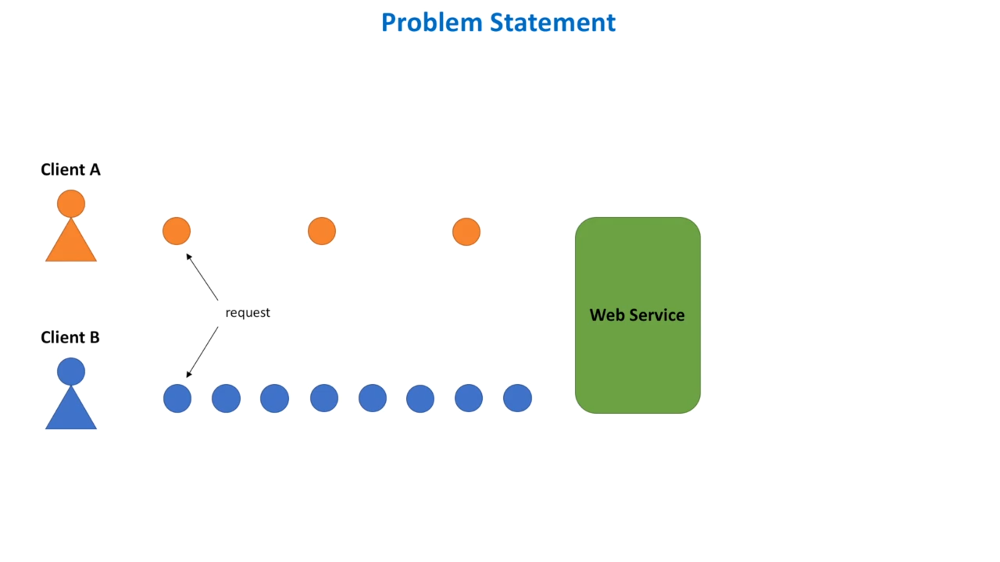 Problem Statement
Client A
request
Client B
Web Service